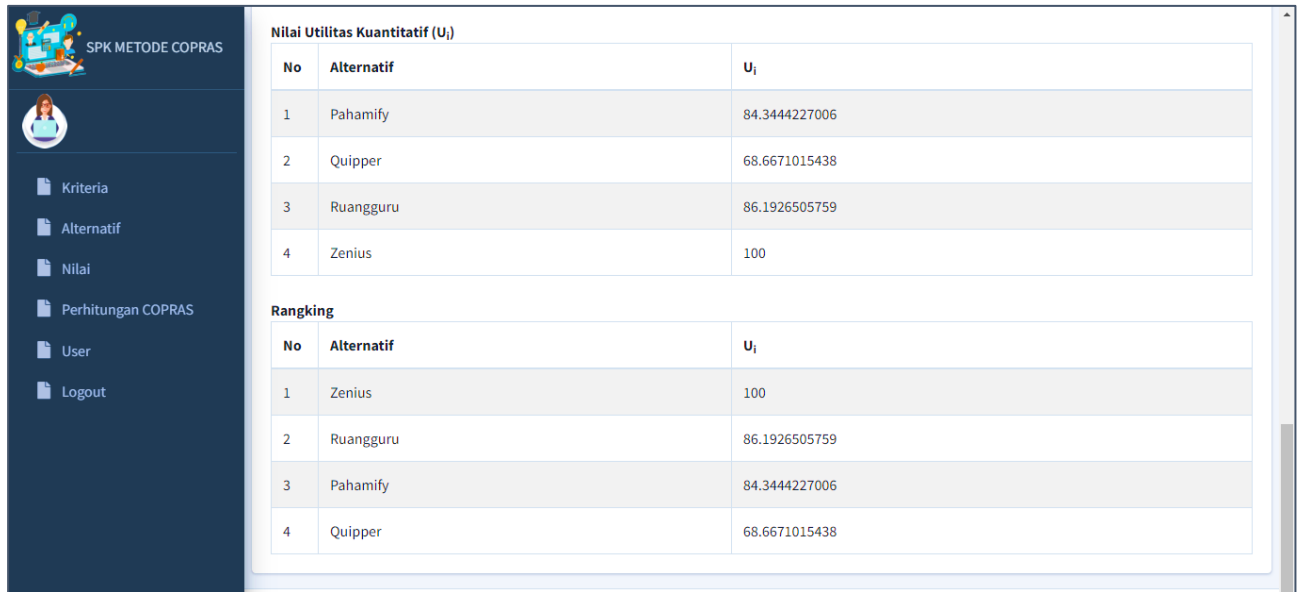 SPK METODE COPRAS
Kriteria
Alternatif
Nilai
Perhitungan COPRAS
User
Logout
Nilai Utilitas Kuantitatif (Ui)
No Alternatif Ui
1 Pahamify 84.3444227006
2 Quipper 68.6671015438
3 Ruangguru 86.1926505759
4 Zenius 100
Rangking
No Alternatif Ui
1 Zenius 100
2 Ruangguru 86.1926505759
3 Pahamify 84.3444227006
4 Quipper 68.6671015438